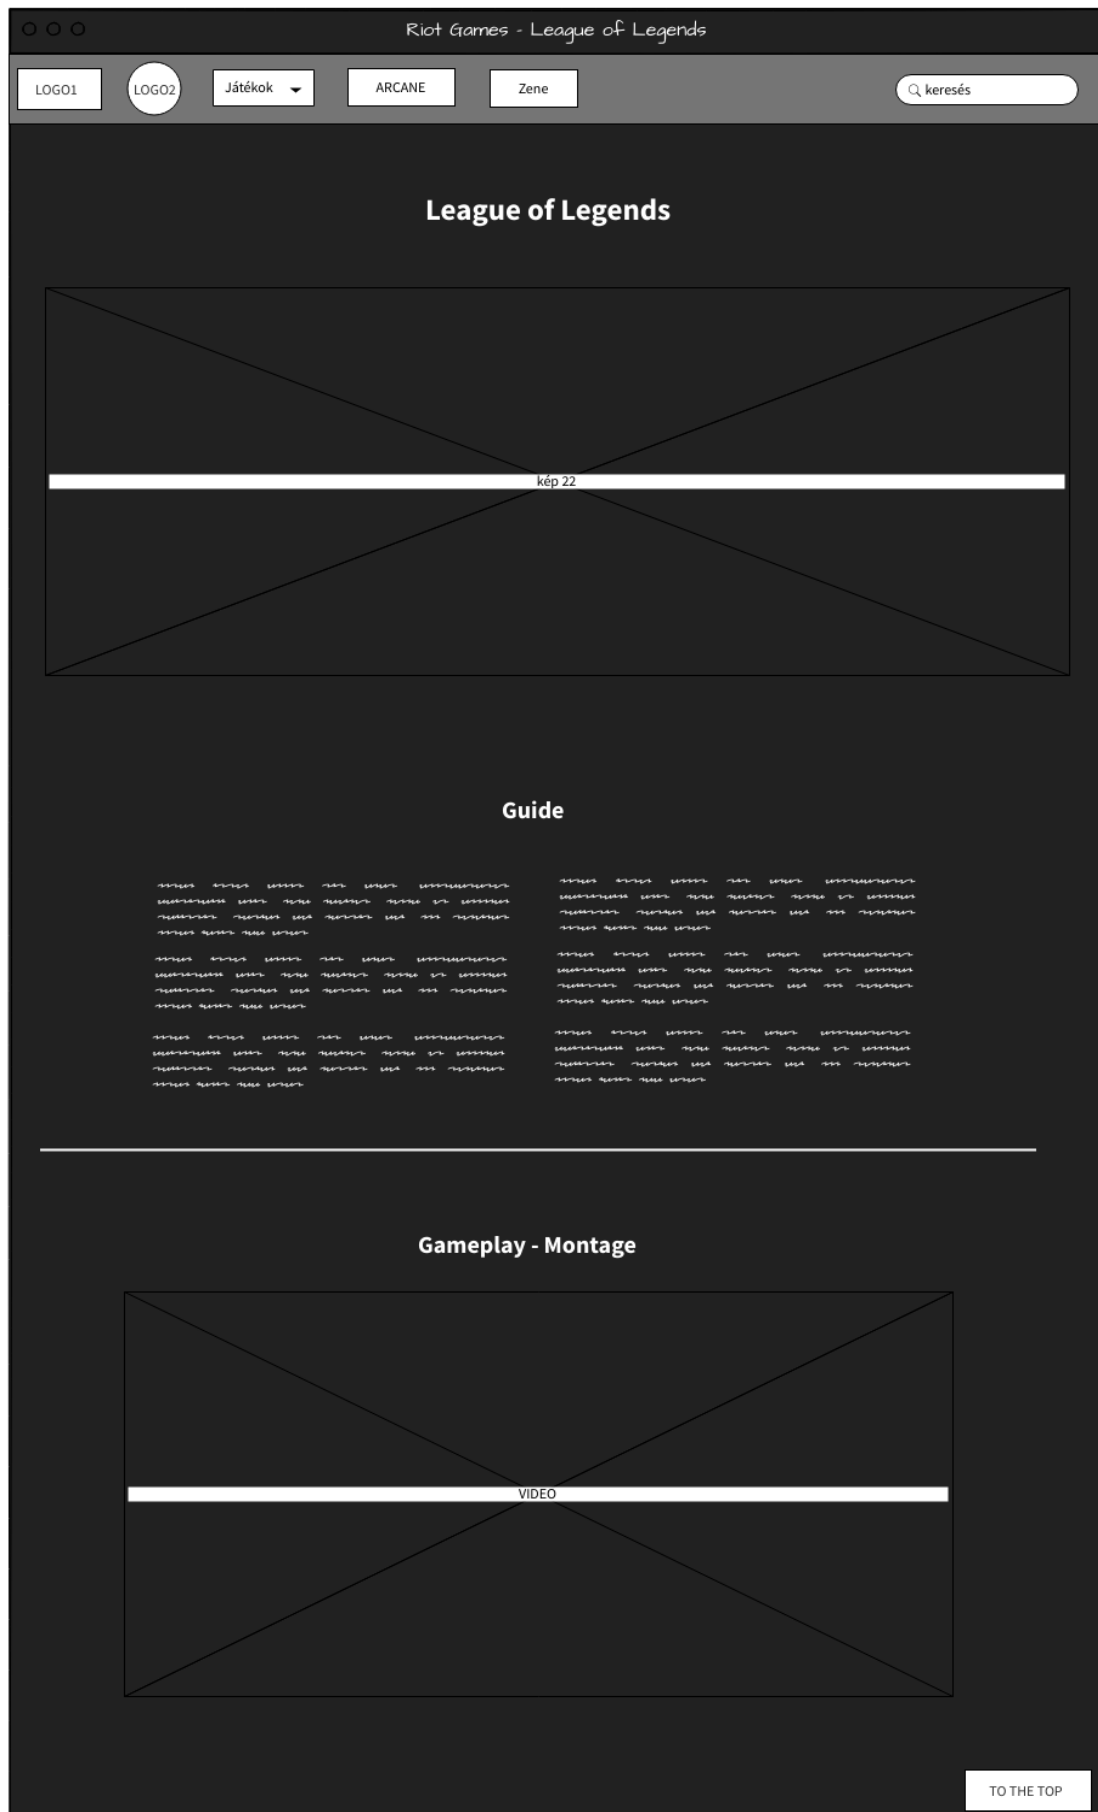 Riot Games - League of Legends
LOGO1
LOGO2
Játékok
ARCANE
Zene
keresés
League of Legends
kép 22
Guide
Gameplay - Montage
VIDEO
TO THE TOP